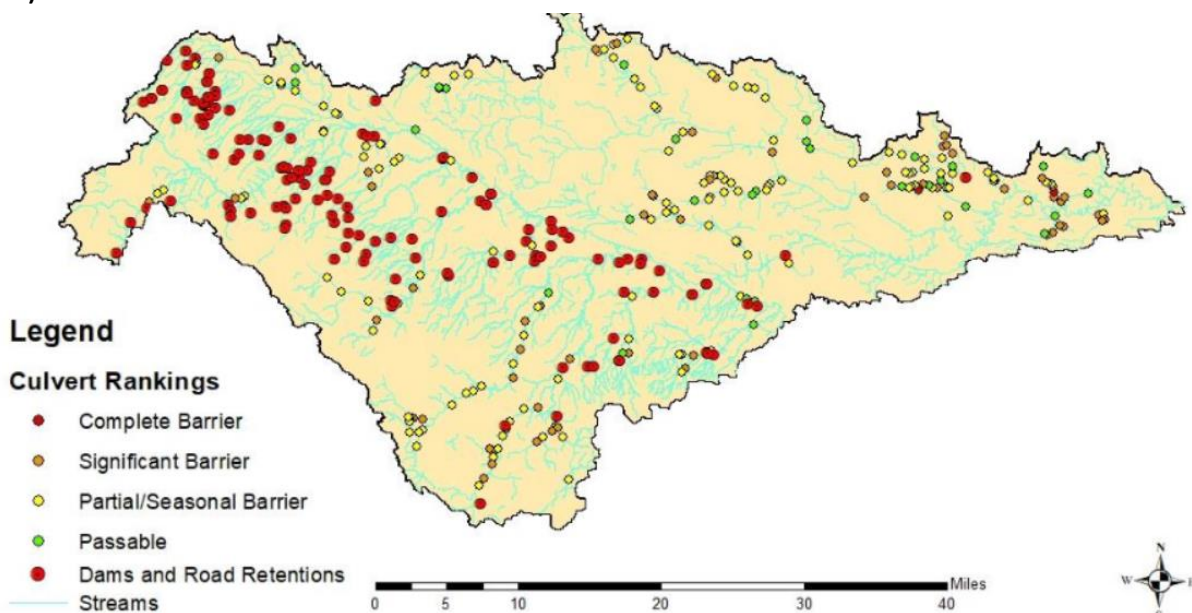 Legend
Culvert Rankings
Complete Barrier
Significant Barrier
Partial/Seasonal Barrier
Passable
Dams and Road Retentions
Streams
Miles
0 5 10 20 30 40
N
W E